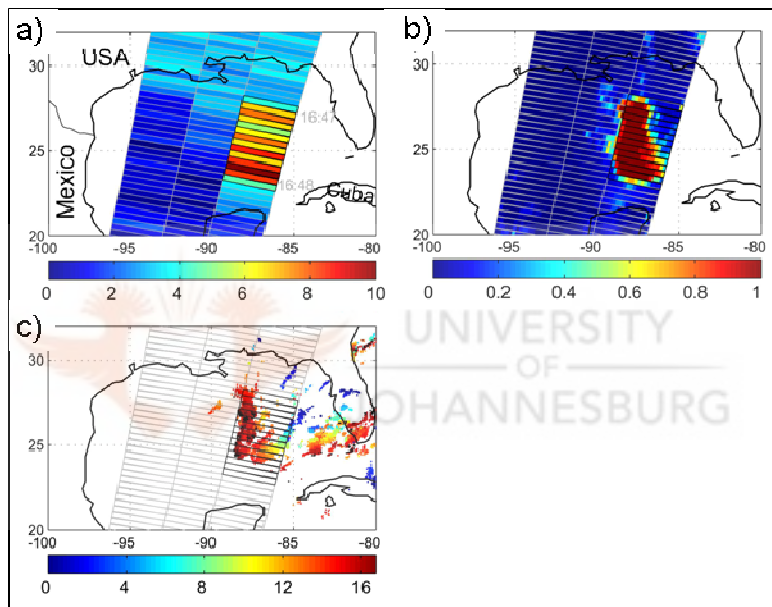 a)
USA
Mexico
Cuba
16:47
16:48
30
25
20
-100 -95 -90 -85 -80
0 2 4 6 8 10
b)
30
25
20
-100 -95 -90 -85 -80
0 0.2 0.4 0.6 0.8 1
c)
30
25
20
-100 -95 -90 -85 -80
0 4 8 12 16
UNIVERSITY
OF
JOHANNESBURG